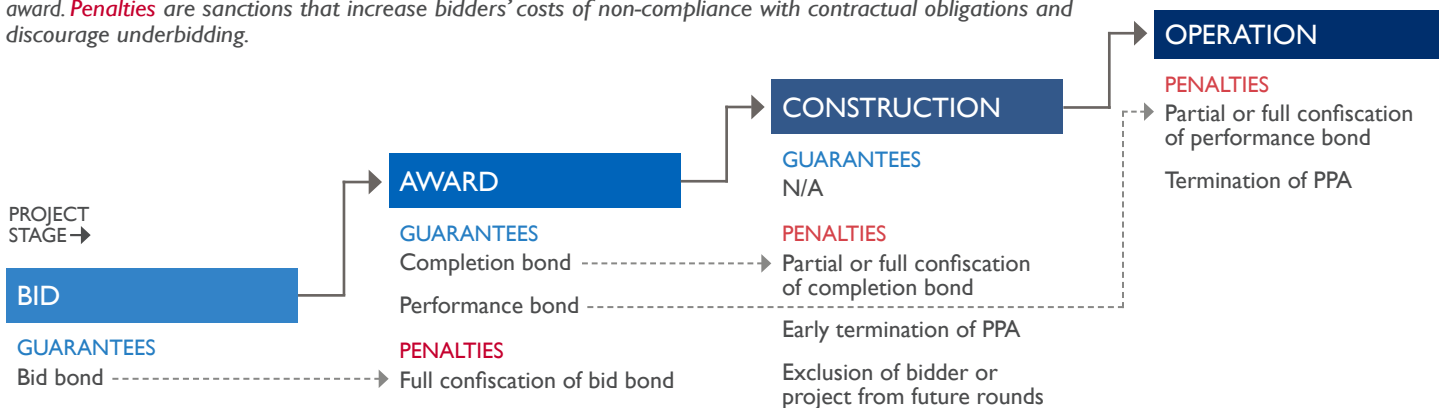 award. Penalties are sanctions that increase bidders' costs of non-compliance with contractual obligations and
discourage underbidding.
PROJECT
STAGE
BID
GUARANTEES
Bid bond
AWARD
GUARANTEES
Completion bond
Performance bond
PENALTIES
Full confiscation of bid bond
CONSTRUCTION
GUARANTEES
N/A
PENALTIES
Partial or full confiscation
of completion bond
Early termination of PPA
Exclusion of bidder or
project from future rounds
OPERATION
PENALTIES
Partial or full confiscation
of performance bond
Termination of PPA